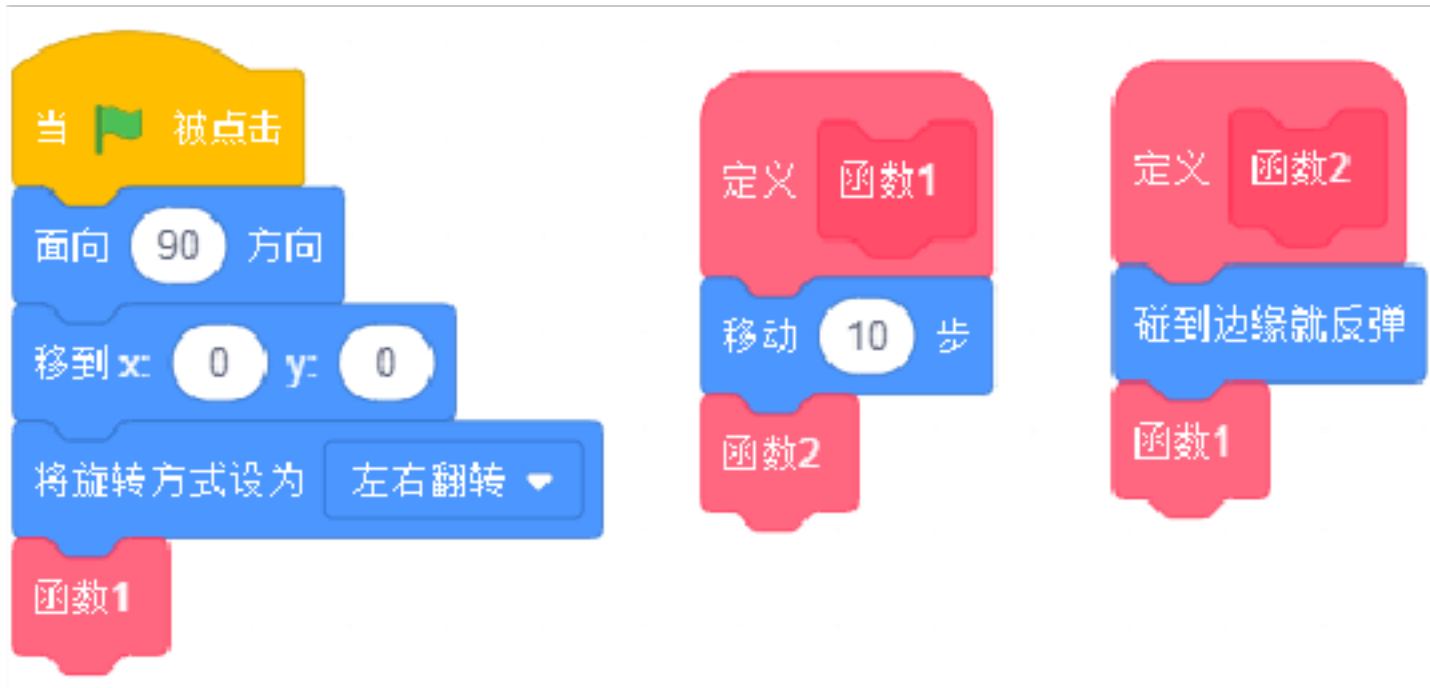 当 被点击
面向 90 方向
移到 x: 0 y: 0
将旋转方式设为 左右翻转
函数1
定义 函数1
移动 10 步
函数2
定义 函数2
碰到边缘就反弹
函数1